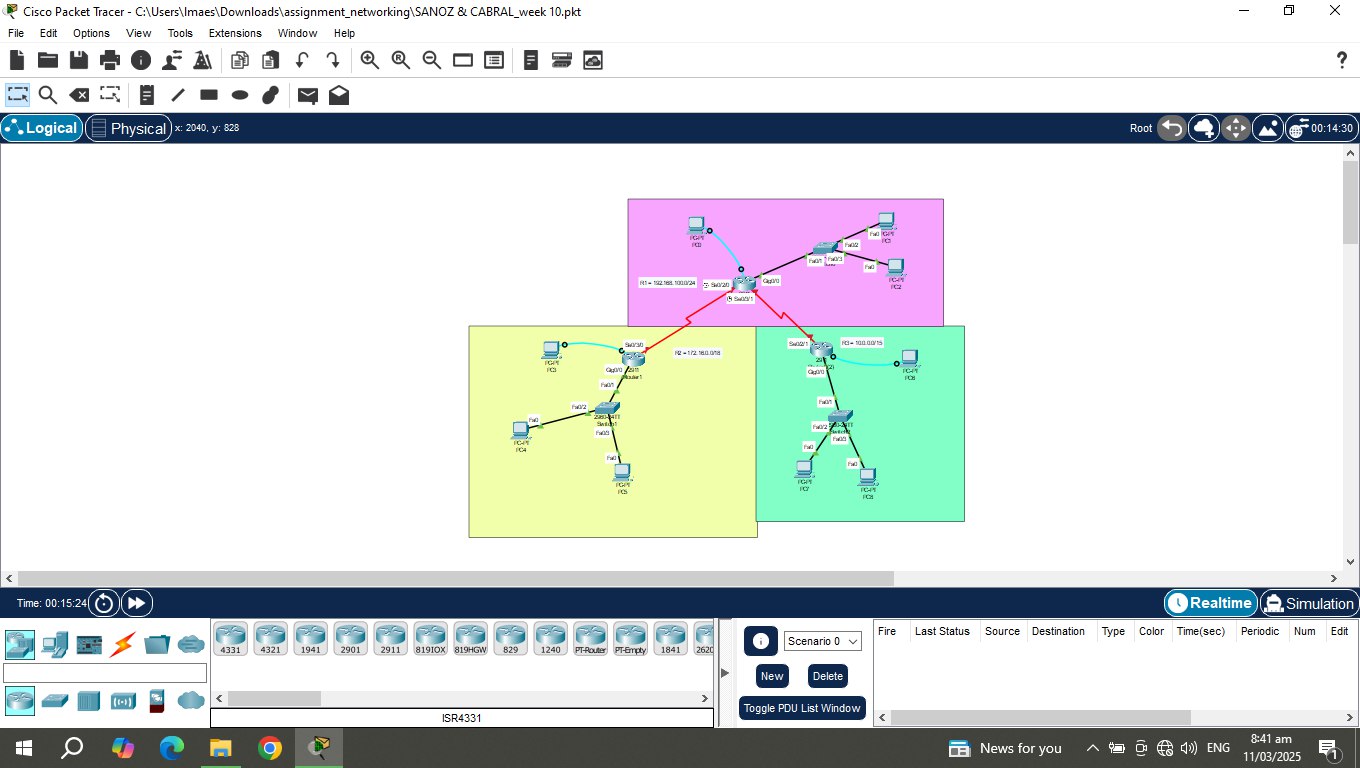 Cisco Packet Tracer - C:\Users\Imaes\Downloads\assignment_networking\SANOZ & CABRAL_week 10.pkt
File Edit Options View Tools Extensions Window Help
Logical Physical x: 2040, y: 828 Root 00:14:30
PC-PT
PC0
Fa0
PC1
Fa0/2
Fa0/1 Fa0/3
Fa0
PC-PT
PC2
R1 = 192.168.100.0/24
Se0/2/0
Gig0/0
Se0/3/1
PC-PT
PC3
Se0/3/0
2911
Router1
Gig0/0
R2 = 172.16.0.0/18
Fa0/1
Fa0/2
2960-24TT
Switch1
Fa0/3
Fa0
PC-PT
PC4
Fa0
PC-PT
PC5
Se0/2/1
R3 = 10.0.0.0/15
Gig0/0
PC-PT
PC6
Fa0/1
Fa0/2
Fa0/3
Fa0
PC-PT
PC7
Fa0
PC-PT
PC8
Time: 00:15:24
Realtime Simulation
4331 4321 1941 2901 2911 819IOX 819HGW 829 1240 PT-Router PT-Empty 1841 2620
ISR4331
Scenario 0
New Delete
Toggle PDU List Window
Fire Last Status Source Destination Type Color Time(sec) Periodic Num Edit
News for you
ENG
8:41 am
11/03/2025
1